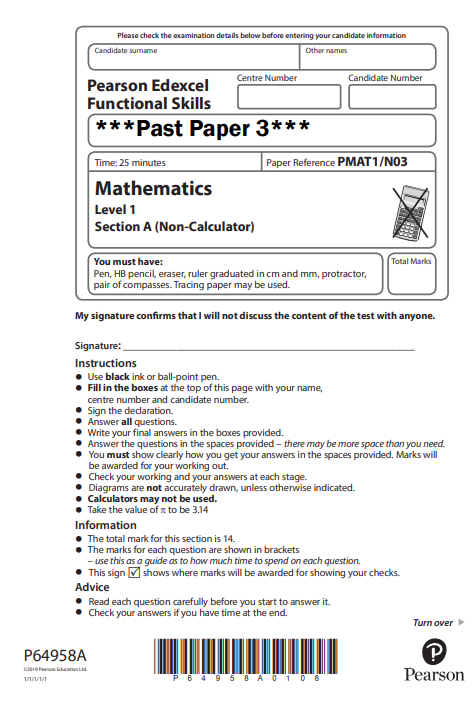 Please check the examination details below before entering your candidate information
Candidate surname
Other names
Pearson Edexcel
Functional Skills
Centre Number
Candidate Number
***Past Paper 3***
Time: 25 minutes
Paper Reference PMAT1/N03
Mathematics
Level 1
Section A (Non-Calculator)
You must have:
Pen, HB pencil, eraser, ruler graduated in cm and mm, protractor,
pair of compasses. Tracing paper may be used.
Total Marks
My signature confirms that I will not discuss the content of the test with anyone.
Signature: ____________________
Instructions
● Use black ink or ball-point pen.
● Fill in the boxes at the top of this page with your name,
centre number and candidate number.
● Sign the declaration.
● Answer all questions.
● Write your final answers in the boxes provided.
● Answer the questions in the spaces provided – there may be more space than you need.
● You must show clearly how you get your answers in the spaces provided. Marks will
be awarded for your working out.
● Check your working and your answers at each stage.
● Diagrams are not accurately drawn, unless otherwise indicated.
● Calculators may not be used.
● Take the value of π to be 3.14
Information
● The total mark for this section is 14.
● The marks for each question are shown in brackets
– use this as a guide as to how much time to spend on each question.
● This sign ☑ shows where marks will be awarded for showing your checks.
Advice
● Read each question carefully before you start to answer it.
● Check your answers if you have time at the end.
Turn over
P64958A
©2019 Pearson Education Ltd.
1/1/1/1/1
P 6 4 9 5 8 A 0 1 0 8
Pearson